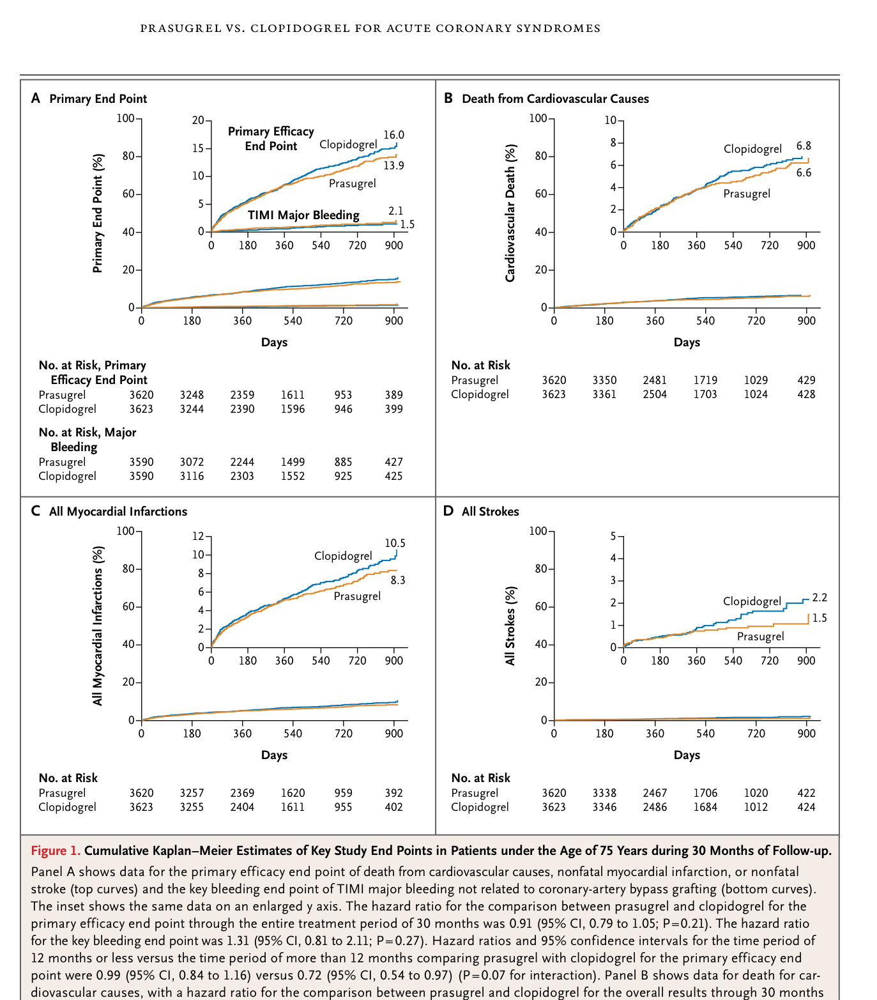 PRASUGREL VS. CLOPIDOGREL FOR ACUTE CORONARY SYNDROMES
A Primary End Point
100
80
60
40
20
0
Primary End Point (%)
20
15
10
5
0
Primary Efficacy
End Point
Clopidogrel
16.0
13.9
Prasugrel
TIMI Major Bleeding
2.1
1.5
0 180 360 540 720 900
0 180 360 540 720 900
Days
No. at Risk, Primary
Efficacy End Point
Prasugrel 3620 3248 2359 1611 953 389
Clopidogrel 3623 3244 2390 1596 946 399
No. at Risk, Major
Bleeding
Prasugrel 3590 3072 2244 1499 885 427
Clopidogrel 3590 3116 2303 1552 925 425
B Death from Cardiovascular Causes
100
80
60
40
20
0
Cardiovascular Death (%)
10
8
6
4
2
0
Clopidogrel
6.8
6.6
Prasugrel
0 180 360 540 720 900
0 180 360 540 720 900
Days
No. at Risk
Prasugrel 3620 3350 2481 1719 1029 429
Clopidogrel 3623 3361 2504 1703 1024 428
C All Myocardial Infarctions
100
80
60
40
20
0
All Myocardial Infarctions (%)
12
10
8
6
4
2
0
Clopidogrel
10.5
8.3
Prasugrel
0 180 360 540 720 900
0 180 360 540 720 900
Days
No. at Risk
Prasugrel 3620 3257 2369 1620 959 392
Clopidogrel 3623 3255 2404 1611 955 402
D All Strokes
100
80
60
40
20
0
All Strokes (%)
5
4
3
2
1
0
Clopidogrel
2.2
1.5
Prasugrel
0 180 360 540 720 900
0 180 360 540 720 900
Days
No. at Risk
Prasugrel 3620 3338 2467 1706 1020 422
Clopidogrel 3623 3346 2486 1684 1012 424
Figure 1. Cumulative Kaplan–Meier Estimates of Key Study End Points in Patients under the Age of 75 Years during 30 Months of Follow-up.
Panel A shows data for the primary efficacy end point of death from cardiovascular causes, nonfatal myocardial infarction, or nonfatal
stroke (top curves) and the key bleeding end point of TIMI major bleeding not related to coronary-artery bypass grafting (bottom curves).
The inset shows the same data on an enlarged y axis. The hazard ratio for the comparison between prasugrel and clopidogrel for the
primary efficacy end point through the entire treatment period of 30 months was 0.91 (95% CI, 0.79 to 1.05; P=0.21). The hazard ratio
for the key bleeding end point was 1.31 (95% CI, 0.81 to 2.11; P=0.27). Hazard ratios and 95% confidence intervals for the time period of
12 months or less versus the time period of more than 12 months comparing prasugrel with clopidogrel for the primary efficacy end
point were 0.99 (95% CI, 0.84 to 1.16) versus 0.72 (95% CI, 0.54 to 0.97) (P=0.07 for interaction). Panel B shows data for death for car-
diovascular causes, with a hazard ratio for the comparison between prasugrel and clopidogrel for the overall results through 30 months